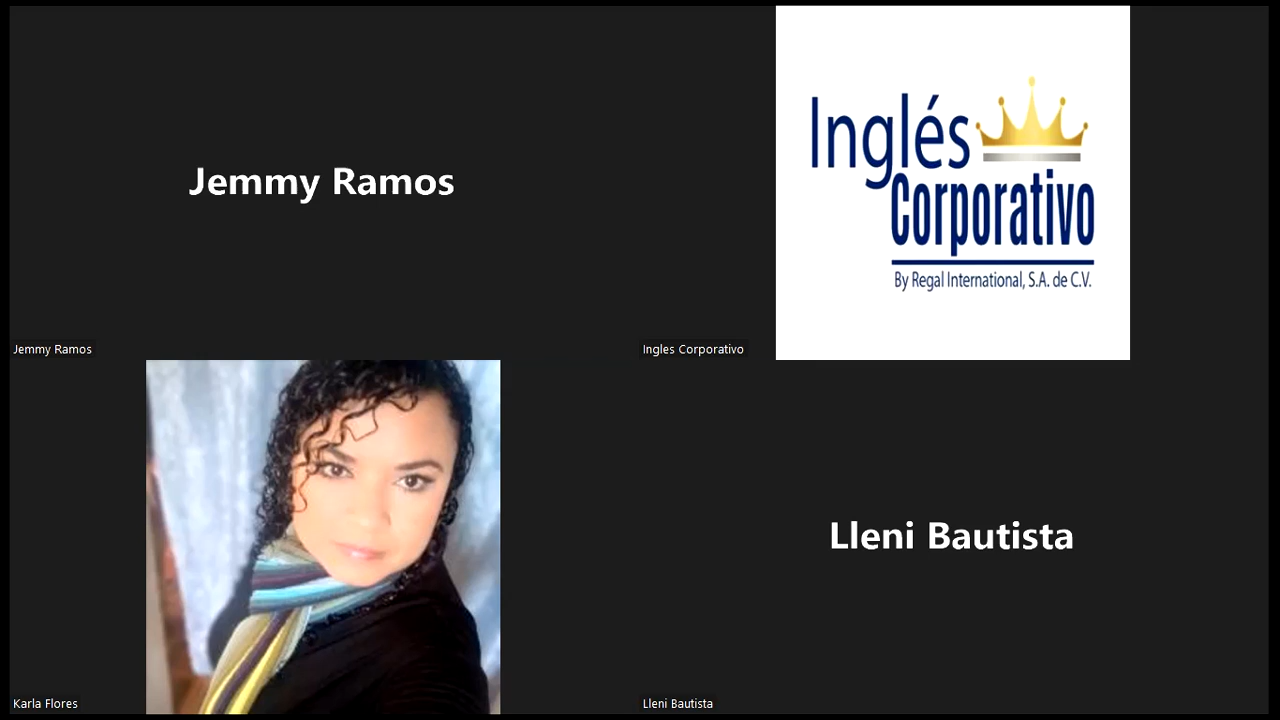 Jemmy Ramos
Jemmy Ramos
Inglés
Corporativo
By Regal International, S.A. de C.V.
Ingles Corporativo
Karla Flores
Lleni Bautista
Lleni Bautista